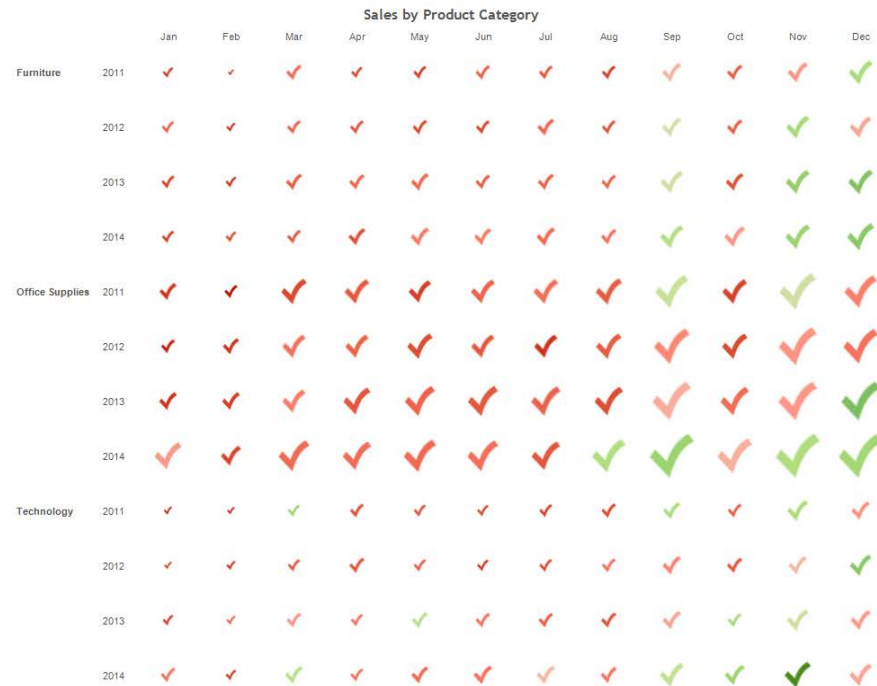 Sales by Product Category
Jan Feb Mar Apr May Jun Jul Aug Sep Oct Nov Dec
Furniture 2011
2012
2013
2014
Office Supplies 2011
2012
2013
2014
Technology 2011
2012
2013
2014